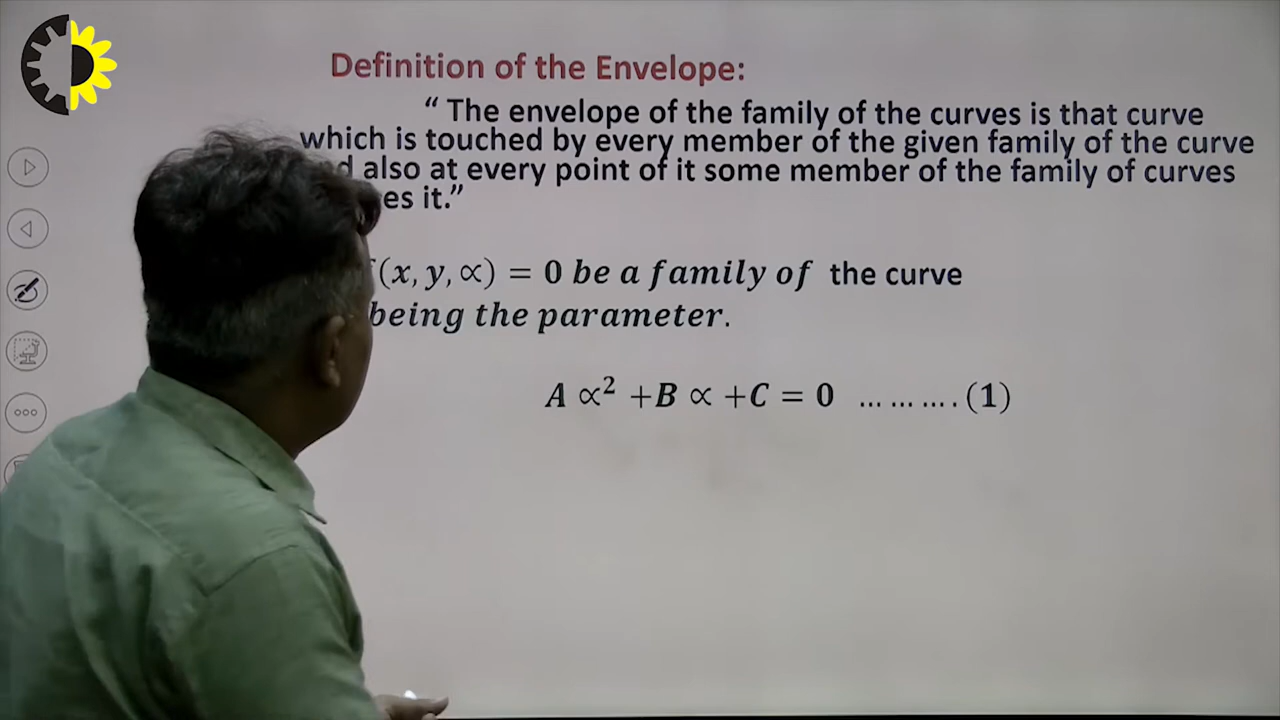 Definition of the Envelope:
“ The envelope of the family of the curves is that curve
which is touched by every member of the given family of the curve
also at every point of it some member of the family of curves
it.”
(x, y, ∝) = 0 be a family of the curve
being the parameter.
A ∝² +B ∝ +C = 0 ... ... ... . (1)